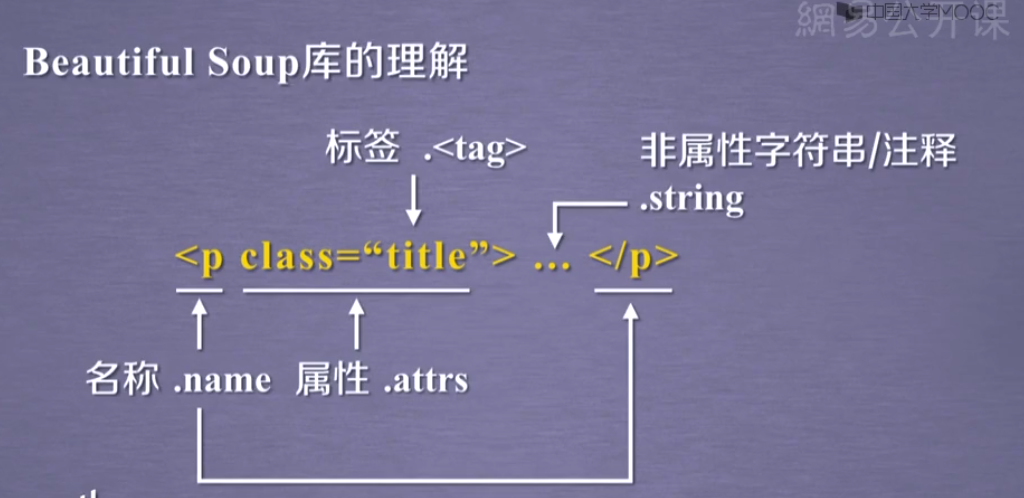 中国大学MOOC
網易公开课
Beautiful Soup库的理解
标签 .<tag>
非属性字符串/注释
.string
<p class=“title”> … </p>
名称 .name 属性 .attrs